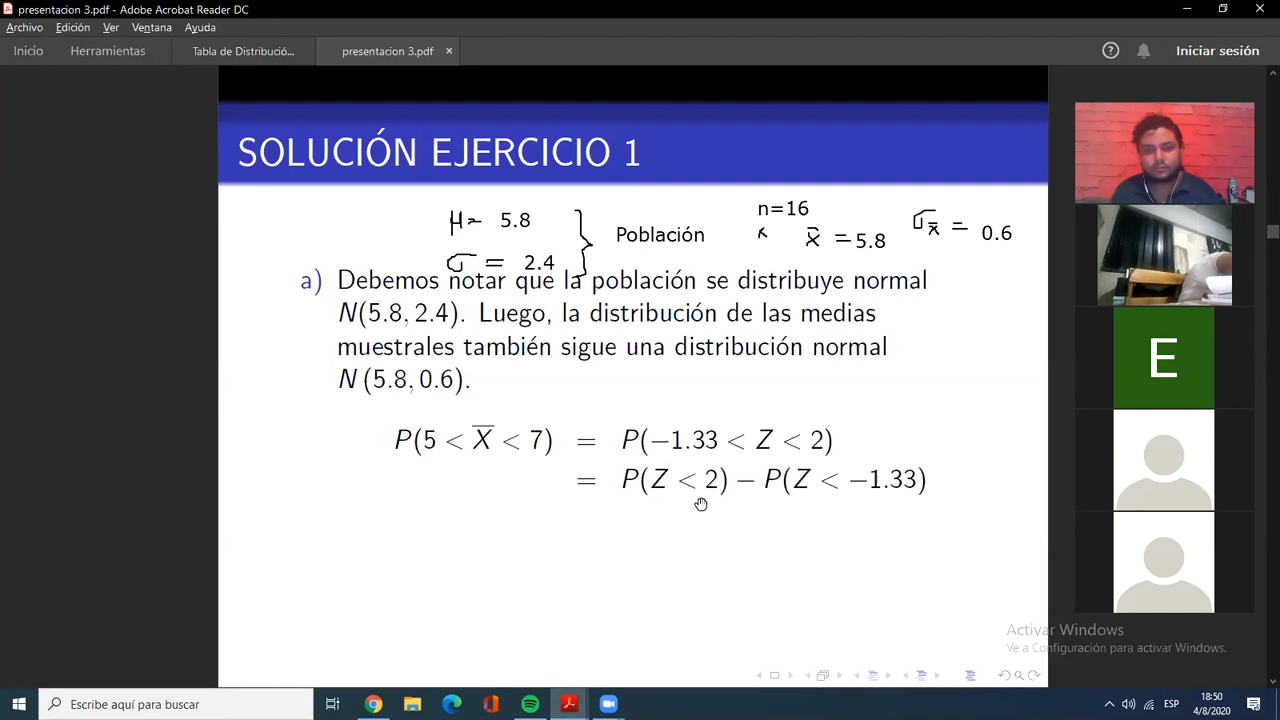 presentacion 3.pdf - Adobe Acrobat Reader DC
Archivo Edición Ver Ventana Ayuda
Inicio Herramientas Tabla de Distribució... presentacion 3.pdf × Iniciar sesión
SOLUCIÓN EJERCICIO 1
μ = 5.8
σ = 2.4
Población
n=16
x̄ = 5.8
σx̄ = 0.6
a) Debemos notar que la población se distribuye normal
N(5.8, 2.4). Luego, la distribución de las medias
muestrales también sigue una distribución normal
N (5.8, 0.6).
P(5 < X̅ < 7) = P(−1.33 < Z < 2)
= P(Z < 2) − P(Z < −1.33)
E
Activar Windows
Ve a Configuración para activar Windows.
Escribe aquí para buscar
ESP
18:50
4/8/2020